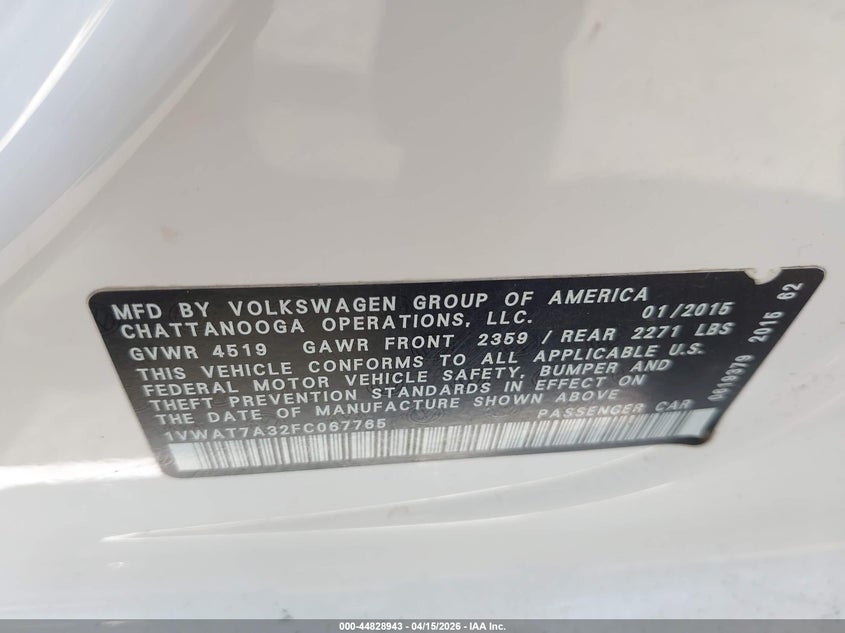 MFD BY VOLKSWAGEN GROUP OF AMERICA 01/2015
CHATTANOOGA OPERATIONS, LLC.
GVWR 4519 GAWR FRONT 2359 / REAR 2271 LBS
THIS VEHICLE CONFORMS TO ALL APPLICABLE U.S.
FEDERAL MOTOR VEHICLE SAFETY, BUMPER AND
THEFT PREVENTION STANDARDS IN EFFECT ON
THE DATE OF MANUFACTURE SHOWN ABOVE
1VWAT7A32FC067765 PASSENGER CAR
0619979 2015 62
000-44828943 | 04/15/2026 | IAA Inc.